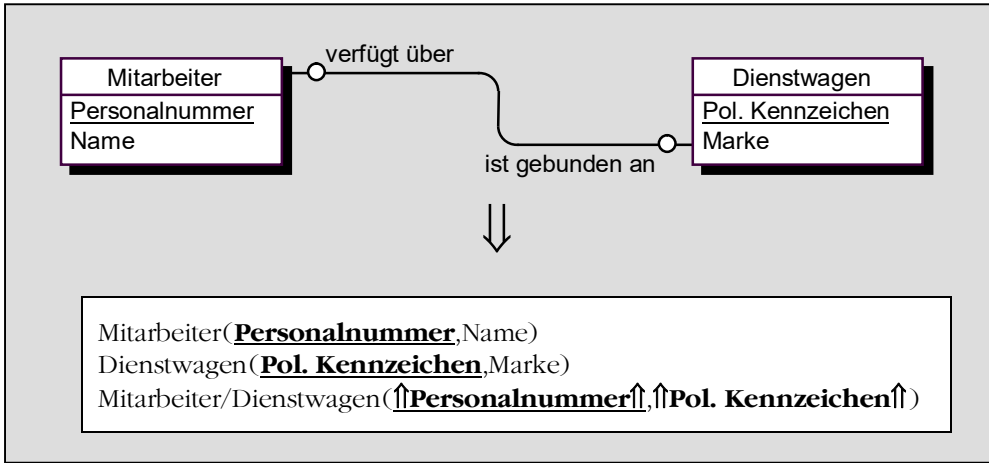 verfügt über
Mitarbeiter
Personalnummer
Name
Dienstwagen
Pol. Kennzeichen
Marke
ist gebunden an
⇓
Mitarbeiter(Personalnummer,Name)
Dienstwagen(Pol. Kennzeichen,Marke)
Mitarbeiter/Dienstwagen(⇑Personalnummer⇑,⇑Pol. Kennzeichen⇑)